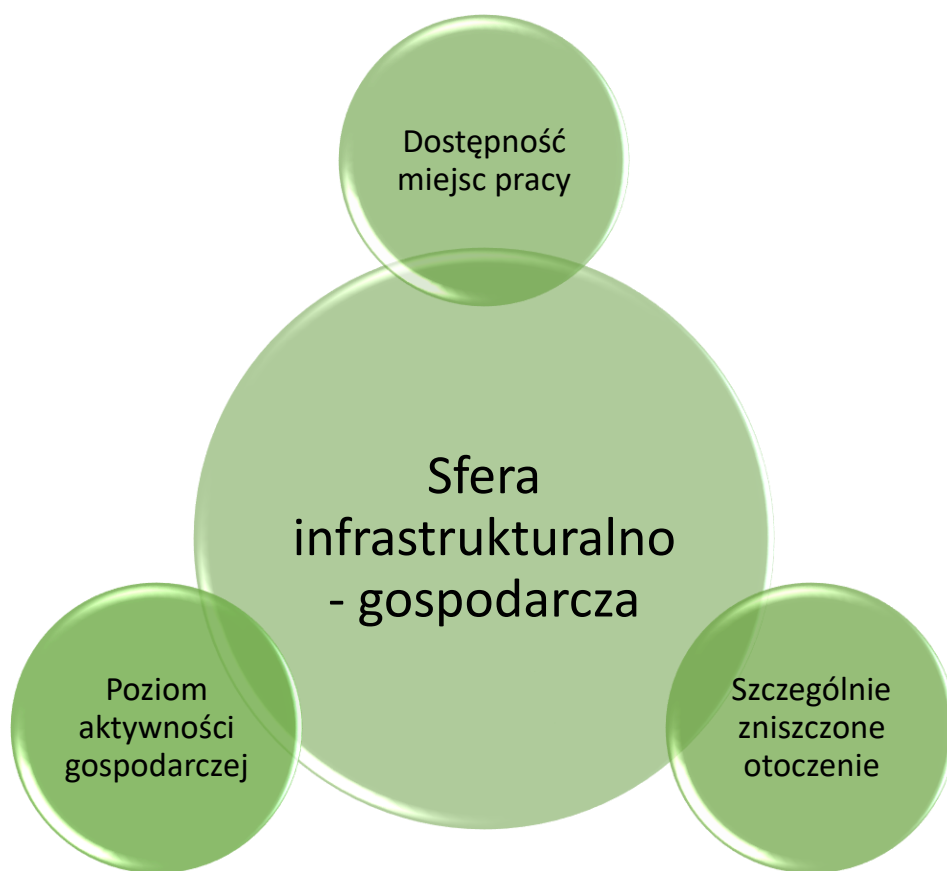 Dostępność
miejsc pracy
Sfera
infrastrukturalno
- gospodarcza
Poziom
aktywności
gospodarczej
Szczególnie
zniszczone
otoczenie